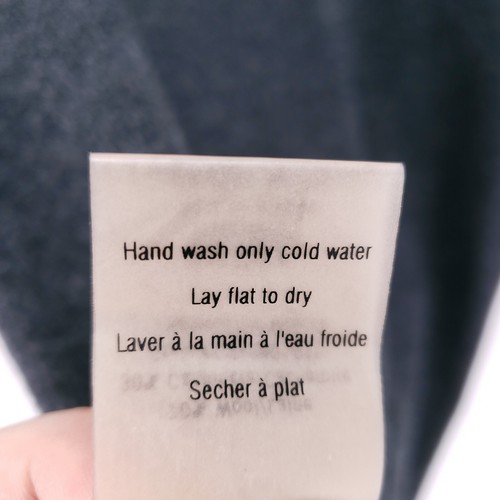 Hand wash only cold water
Lay flat to dry
Laver à la main à l'eau froide
Secher à plat